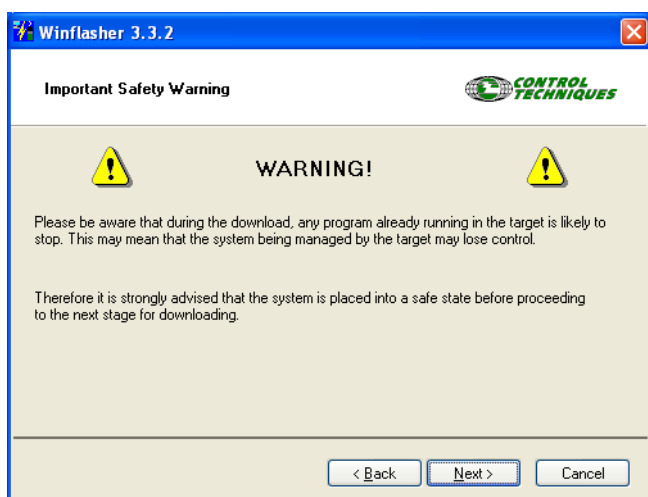 Winflasher 3.3.2
Important Safety Warning
CONTROL
TECHNIQUES
WARNING!
Please be aware that during the download, any program already running in the target is likely to
stop. This may mean that the system being managed by the target may lose control.
Therefore it is strongly advised that the system is placed into a safe state before proceeding
to the next stage for downloading.
< Back
Next >
Cancel